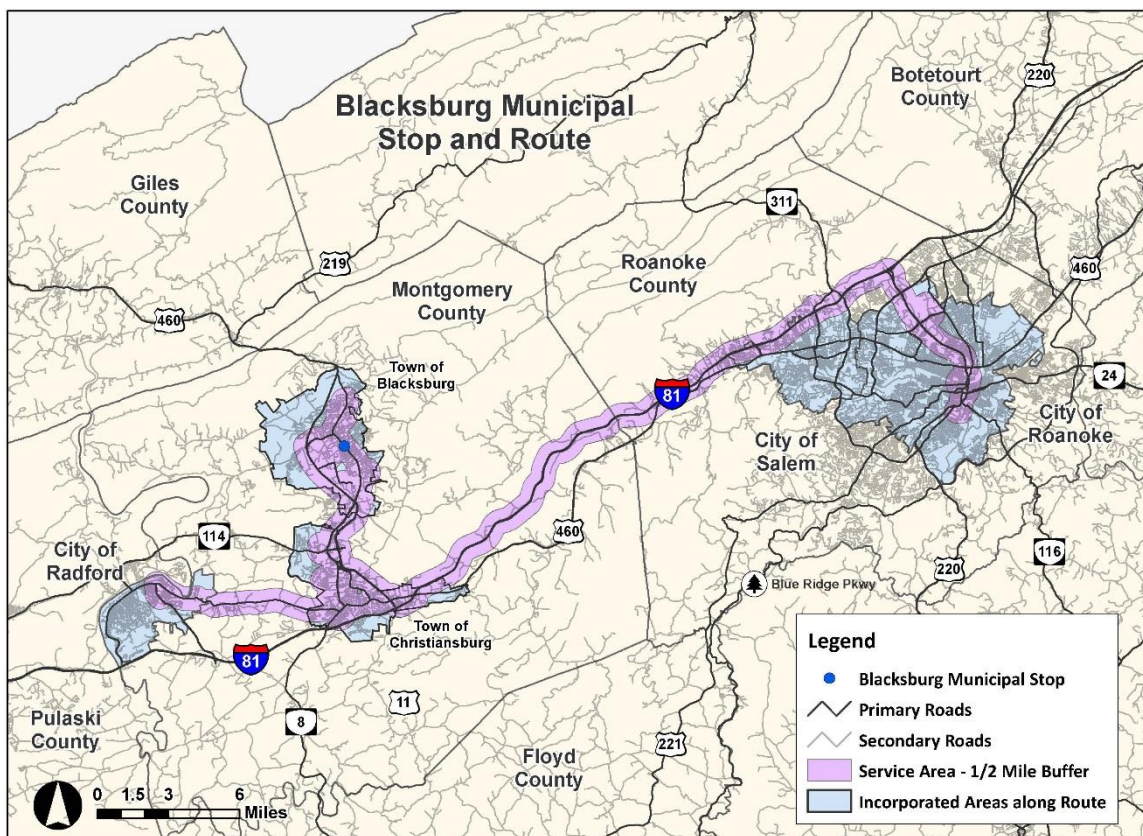 Blacksburg Municipal
Stop and Route
Botetourt
County
220
Giles
County
311
219
460
Roanoke
County
460
Montgomery
County
Town of
Blacksburg
81
24
City of
Roanoke
City of
Salem
460
114
City of
Radford
116
220
Blue Ridge Pkwy
Town of
Christiansburg
81
11
8
Pulaski
County
Floyd
County
221
Legend
Blacksburg Municipal Stop
Primary Roads
Secondary Roads
Service Area - 1/2 Mile Buffer
Incorporated Areas along Route
0 1.5 3 6
Miles